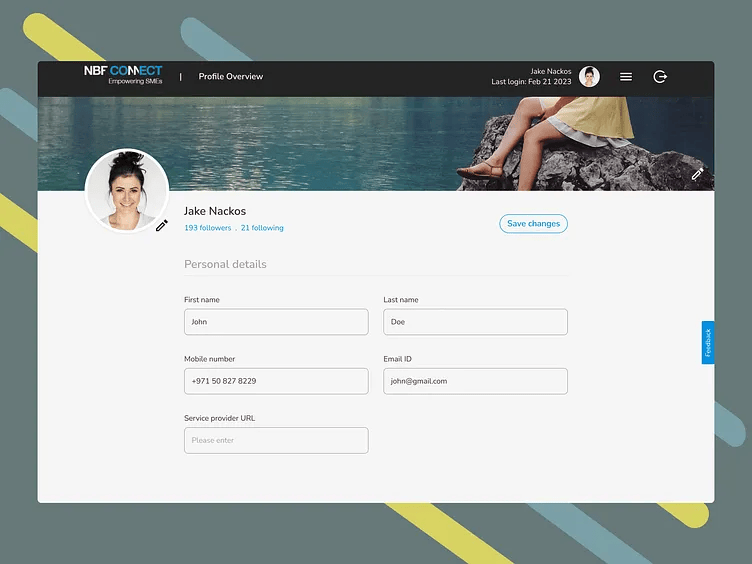 NBF CONNECT
Empowering SMEs
|
Profile Overview
Jake Nackos
Last login: Feb 21 2023
Jake Nackos
193 followers . 21 following
Save changes
Personal details
First name
Last name
John
Doe
Mobile number
Email ID
+971 50 827 8229
john@gmail.com
Service provider URL
Please enter
Feedback